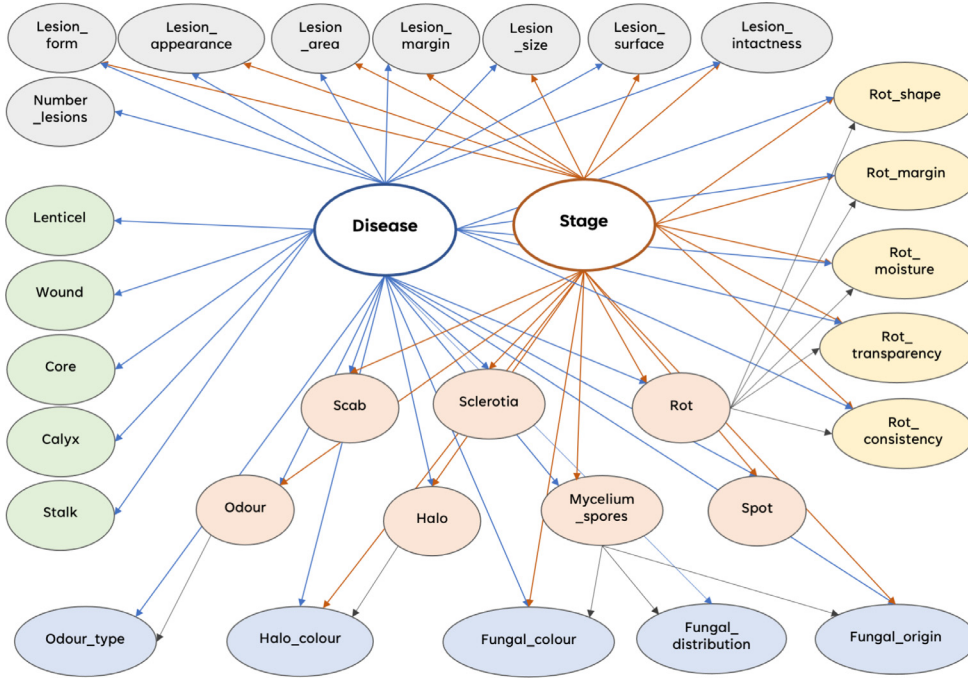 Lesion_
form
Lesion_
appearance
Lesion
_area
Lesion_
margin
Lesion
_size
Lesion_
surface
Lesion_
intactness
Number
_lesions
Rot_shape
Rot_margin
Rot_
moisture
Rot_
transparency
Rot_
consistency
Lenticel
Wound
Core
Calyx
Stalk
Disease
Stage
Scab
Sclerotia
Rot
Odour
Halo
Mycelium
_spores
Spot
Odour_type
Halo_colour
Fungal_colour
Fungal_
distribution
Fungal_origin